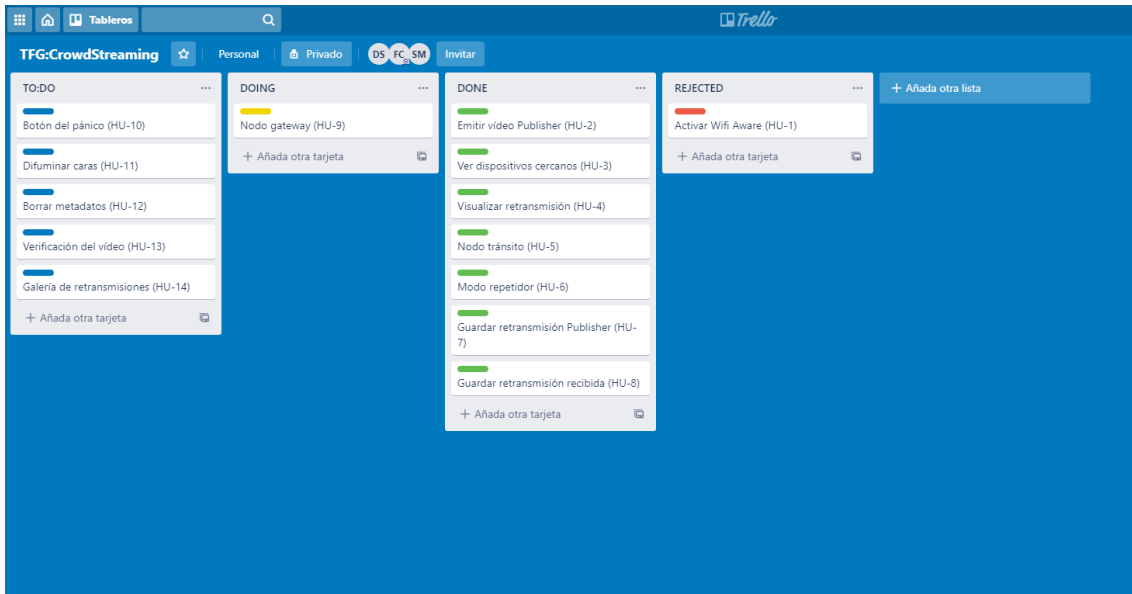 Tableros
Trello
TFG:CrowdStreaming
Personal
Privado
DS FC SM
Invitar
TO:DO
Botón del pánico (HU-10)
Difuminar caras (HU-11)
Borrar metadatos (HU-12)
Verificación del vídeo (HU-13)
Galería de retransmisiones (HU-14)
+ Añada otra tarjeta
DOING
Nodo gateway (HU-9)
+ Añada otra tarjeta
DONE
Emitir vídeo Publisher (HU-2)
Ver dispositivos cercanos (HU-3)
Visualizar retransmisión (HU-4)
Nodo tránsito (HU-5)
Modo repetidor (HU-6)
Guardar retransmisión Publisher (HU-
7)
Guardar retransmisión recibida (HU-8)
+ Añada otra tarjeta
REJECTED
Activar Wifi Aware (HU-1)
+ Añada otra tarjeta
+ Añada otra lista